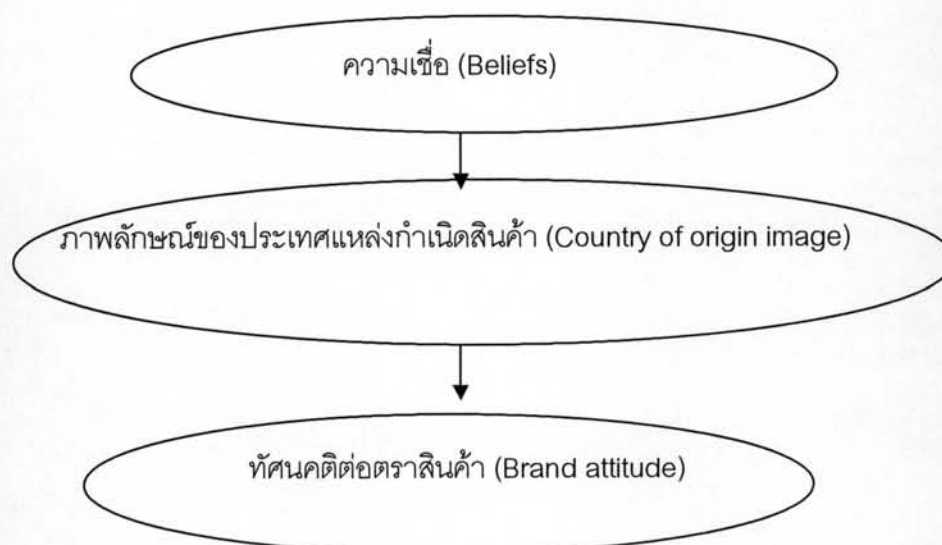 ความเชื่อ (Beliefs)
ภาพลักษณ์ของประเทศแหล่งกำเนิดสินค้า (Country of origin image)
ทัศนคติต่อตราสินค้า (Brand attitude)